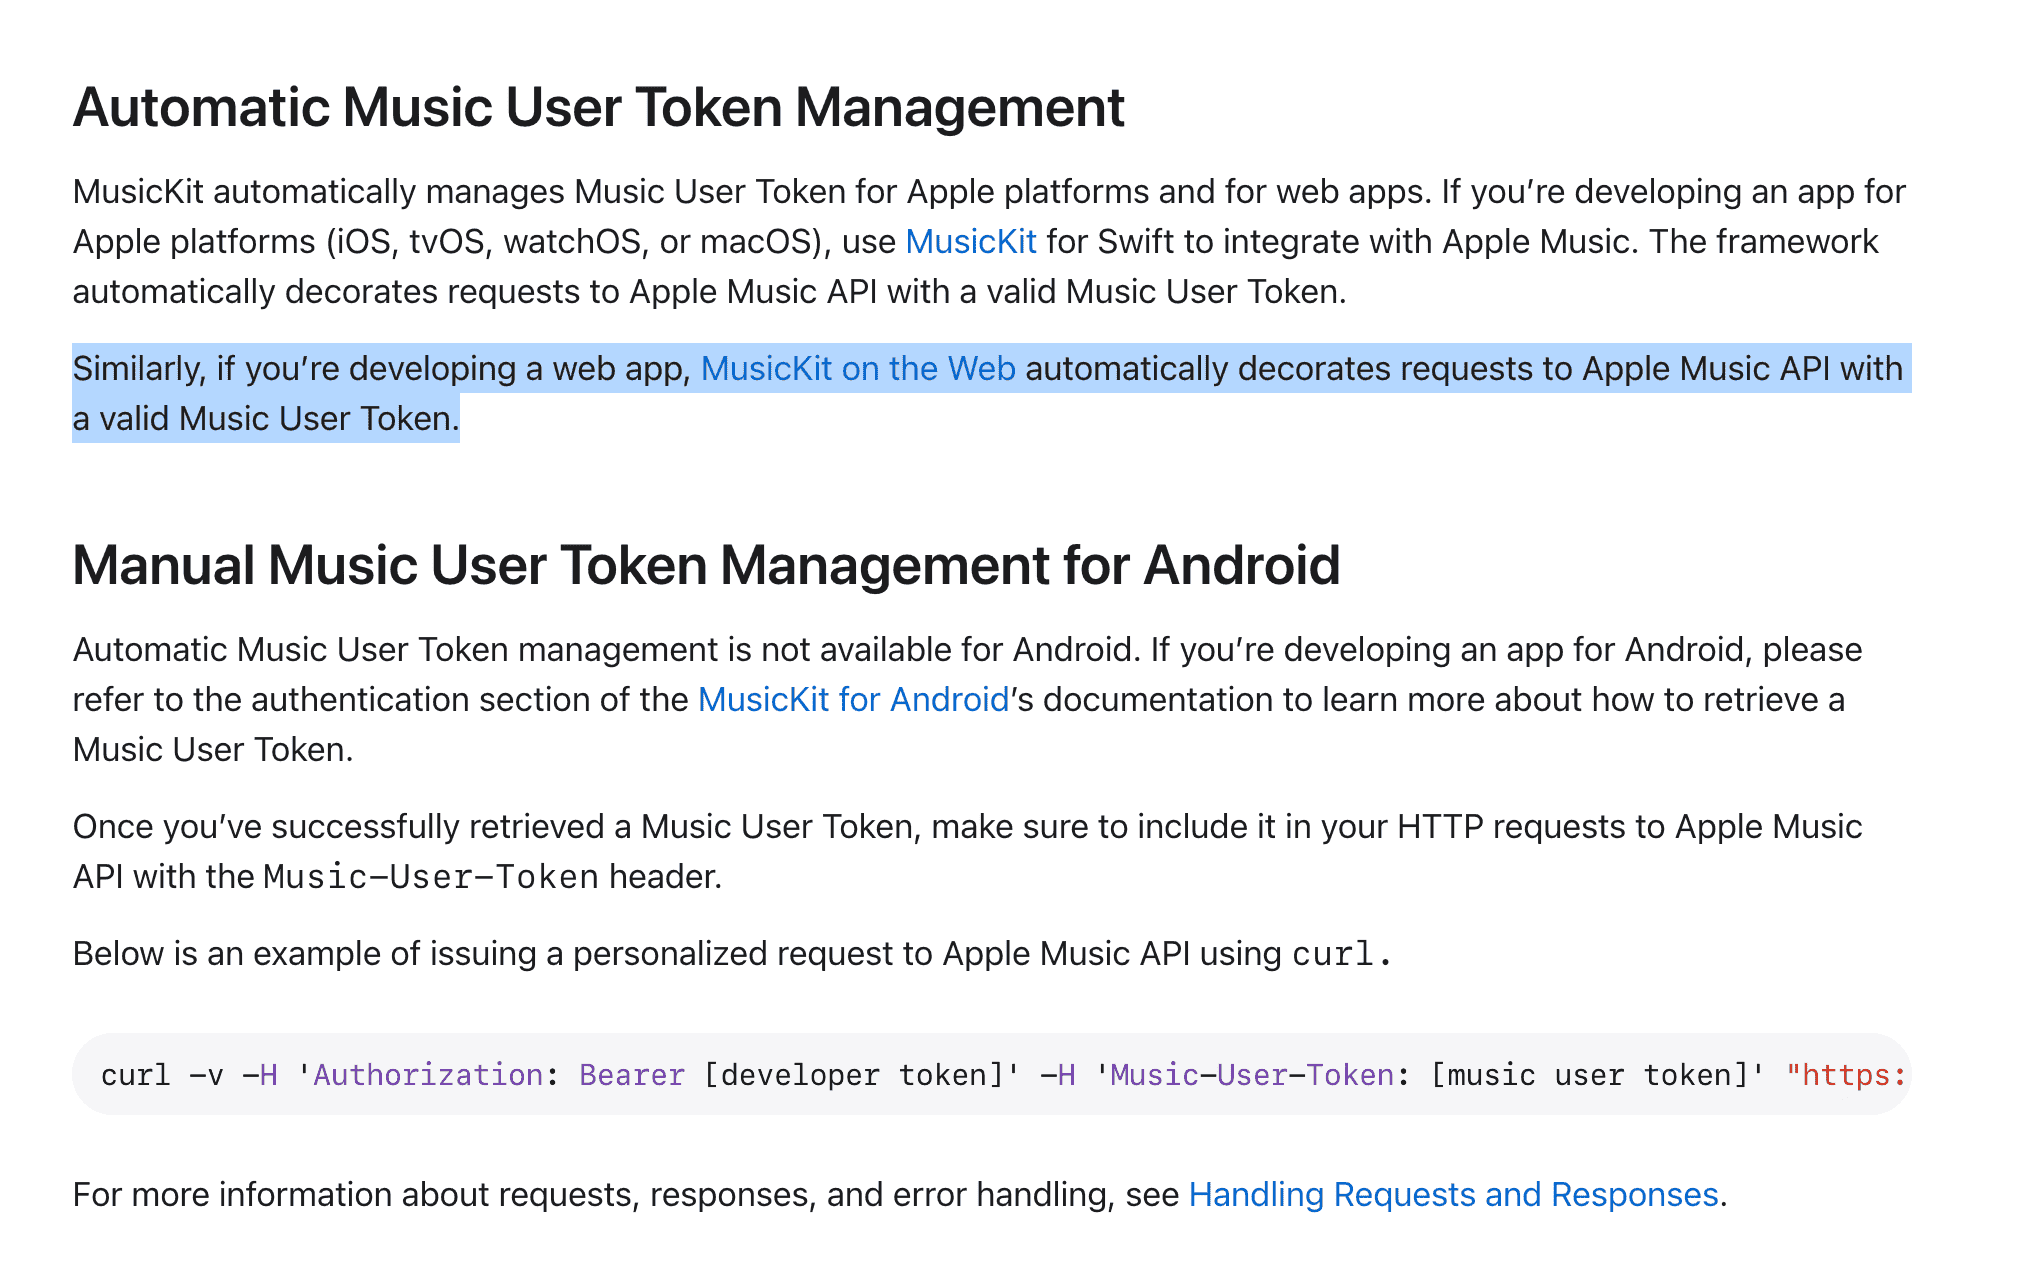 Automatic Music User Token Management
MusicKit automatically manages Music User Token for Apple platforms and for web apps. If you’re developing an app for
Apple platforms (iOS, tvOS, watchOS, or macOS), use MusicKit for Swift to integrate with Apple Music. The framework
automatically decorates requests to Apple Music API with a valid Music User Token.
Similarly, if you’re developing a web app, MusicKit on the Web automatically decorates requests to Apple Music API with
a valid Music User Token.
Manual Music User Token Management for Android
Automatic Music User Token management is not available for Android. If you’re developing an app for Android, please
refer to the authentication section of the MusicKit for Android’s documentation to learn more about how to retrieve a
Music User Token.
Once you’ve successfully retrieved a Music User Token, make sure to include it in your HTTP requests to Apple Music
API with the Music-User-Token header.
Below is an example of issuing a personalized request to Apple Music API using curl.
curl -v -H 'Authorization: Bearer [developer token]' -H 'Music-User-Token: [music user token]' "https:
For more information about requests, responses, and error handling, see Handling Requests and Responses.